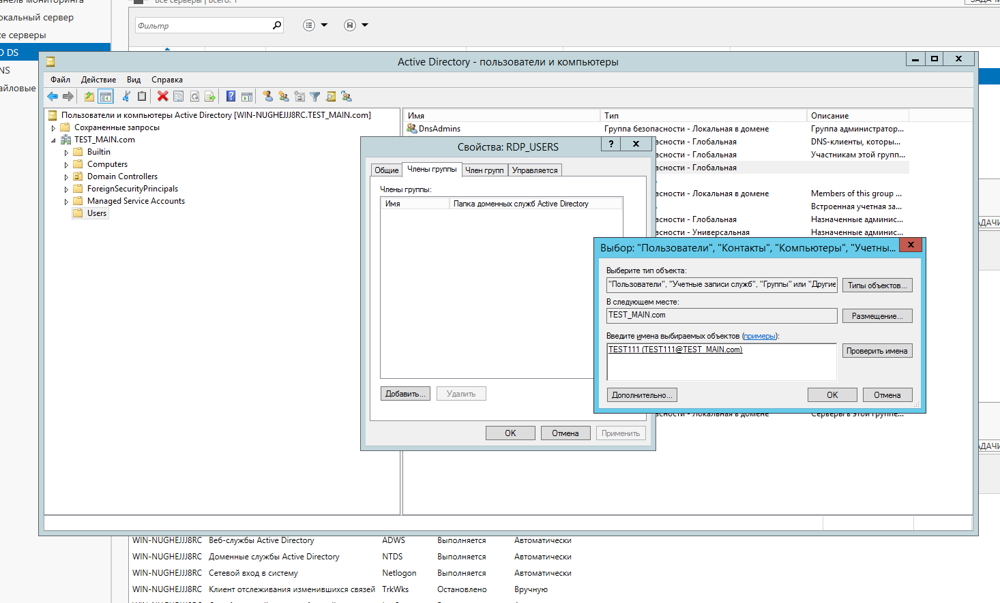 Все серверы | Всего: 1
ЗАДАЧИ
окальный сервер
се серверы
D DS
NS
айловые
Фильтр
Active Directory - пользователи и компьютеры
Файл Действие Вид Справка
Пользователи и компьютеры Active Directory [WIN-NUGHEJJJ8RC.TEST_MAIN.com]
Сохраненные запросы
TEST_MAIN.com
Builtin
Computers
Domain Controllers
ForeignSecurityPrincipals
Managed Service Accounts
Users
Имя Тип Описание
DnsAdmins Группа безопасности - Локальная в домене Группа администратор...
асности - Глобальная DNS-клиенты, которы...
асности - Глобальная Участникам этой групп...
асности - Глобальная
асности - Локальная в домене Members of this group ...
Встроенная учетная за...
асности - Глобальная Назначенные админис...
асности - Универсальная Назначенные админис...
асности - Локальная в домене Серверы в этой группе...
Свойства: RDP_USERS
Общие Члены группы Член групп Управляется
Члены группы:
Имя Папка доменных служб Active Directory
Добавить... Удалить
OK Отмена Применить
Выбор: "Пользователи", "Контакты", "Компьютеры", "Учетны...
Выберите тип объекта:
"Пользователи", "Учетные записи служб", "Группы" или "Другие Типы объектов...
В следующем месте:
TEST_MAIN.com Размещение...
Введите имена выбираемых объектов (примеры):
TEST111 (TEST111@TEST_MAIN.com) Проверить имена
Дополнительно... OK Отмена
АДАЧИ
АДАЧИ
WIN-NUGHEJJJ8RC Веб-службы Active Directory ADWS Выполняется Автоматически
WIN-NUGHEJJJ8RC Доменные службы Active Directory NTDS Выполняется Автоматически
WIN-NUGHEJJJ8RC Сетевой вход в систему Netlogon Выполняется Автоматически
WIN-NUGHEJJJ8RC Клиент отслеживания изменившихся связей TrkWks Остановлено Вручную